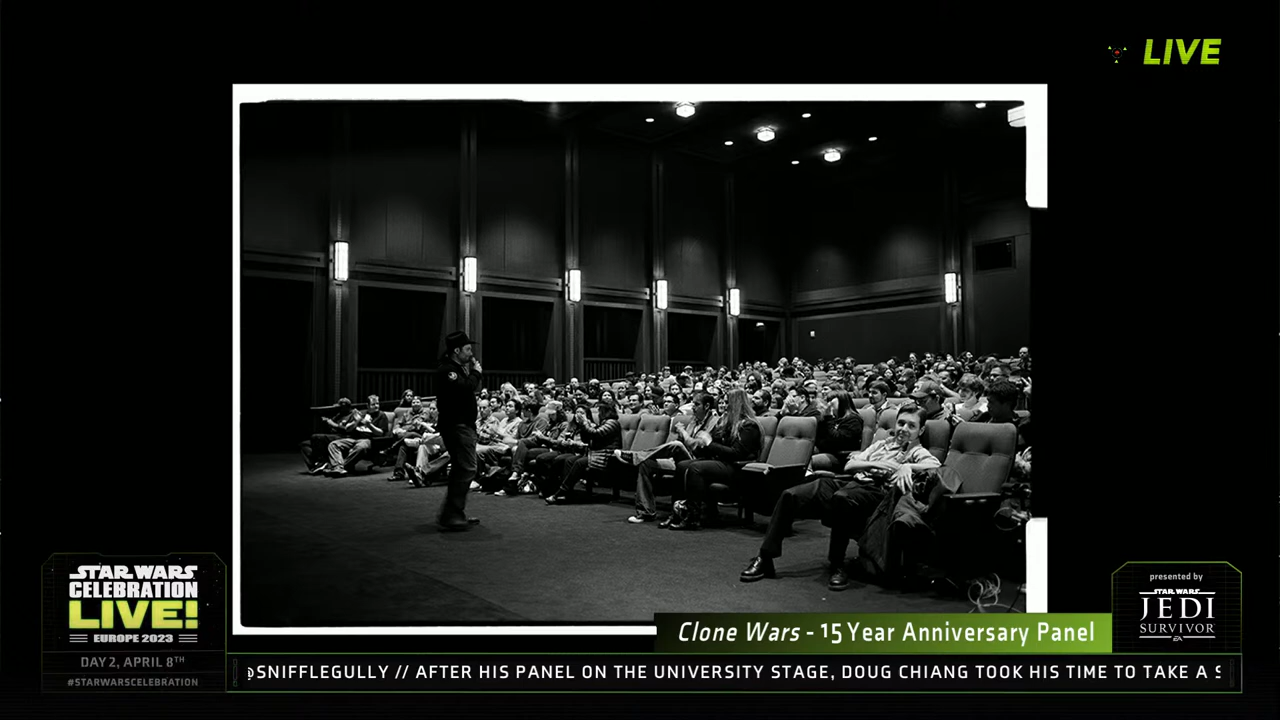 LIVE
STAR WARS
CELEBRATION
LIVE!
EUROPE 2023
DAY 2, APRIL 8TH
#STARWARSCELEBRATION
Clone Wars - 15 Year Anniversary Panel
presented by
STAR WARS
JEDI
SURVIVOR
EA
@SNIFFLEGULLY // AFTER HIS PANEL ON THE UNIVERSITY STAGE, DOUG CHIANG TOOK HIS TIME TO TAKE A